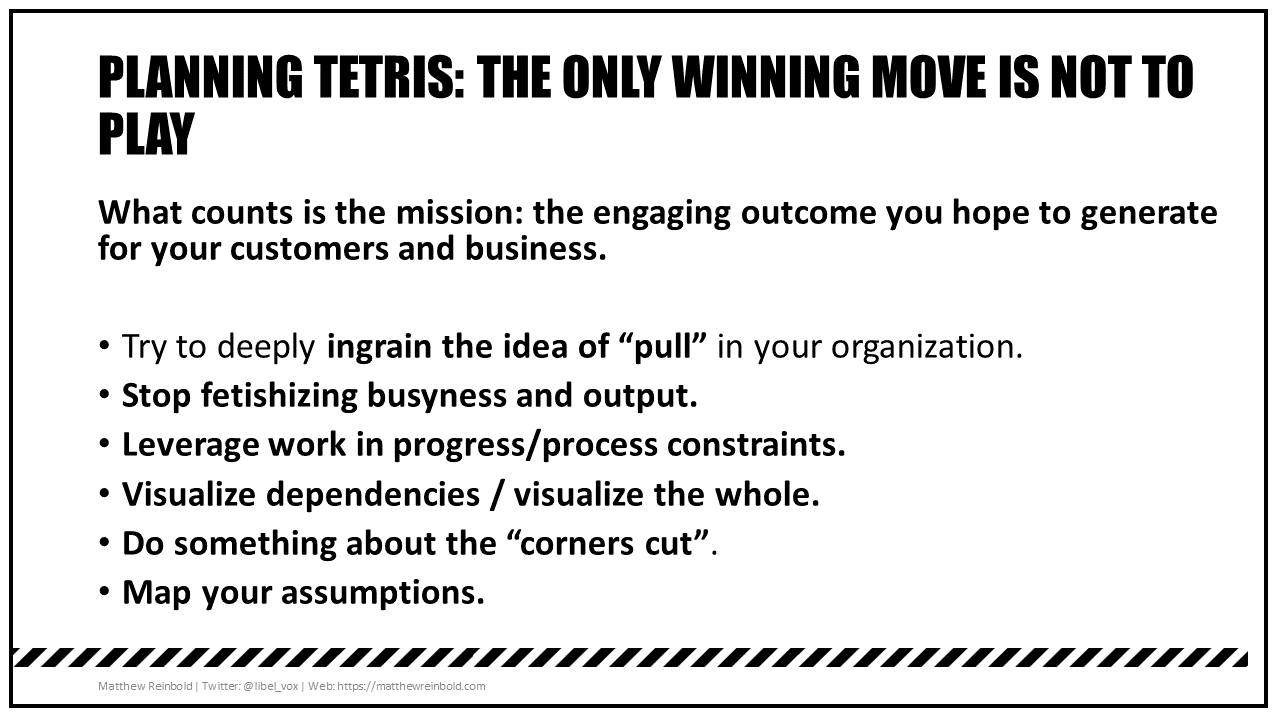 PLANNING TETRIS: THE ONLY WINNING MOVE IS NOT TO
PLAY
What counts is the mission: the engaging outcome you hope to generate
for your customers and business.
• Try to deeply ingrain the idea of “pull” in your organization.
• Stop fetishizing busyness and output.
• Leverage work in progress/process constraints.
• Visualize dependencies / visualize the whole.
• Do something about the “corners cut”.
• Map your assumptions.
Matthew Reinbold | Twitter: @libel_vox | Web: https://matthewreinbold.com